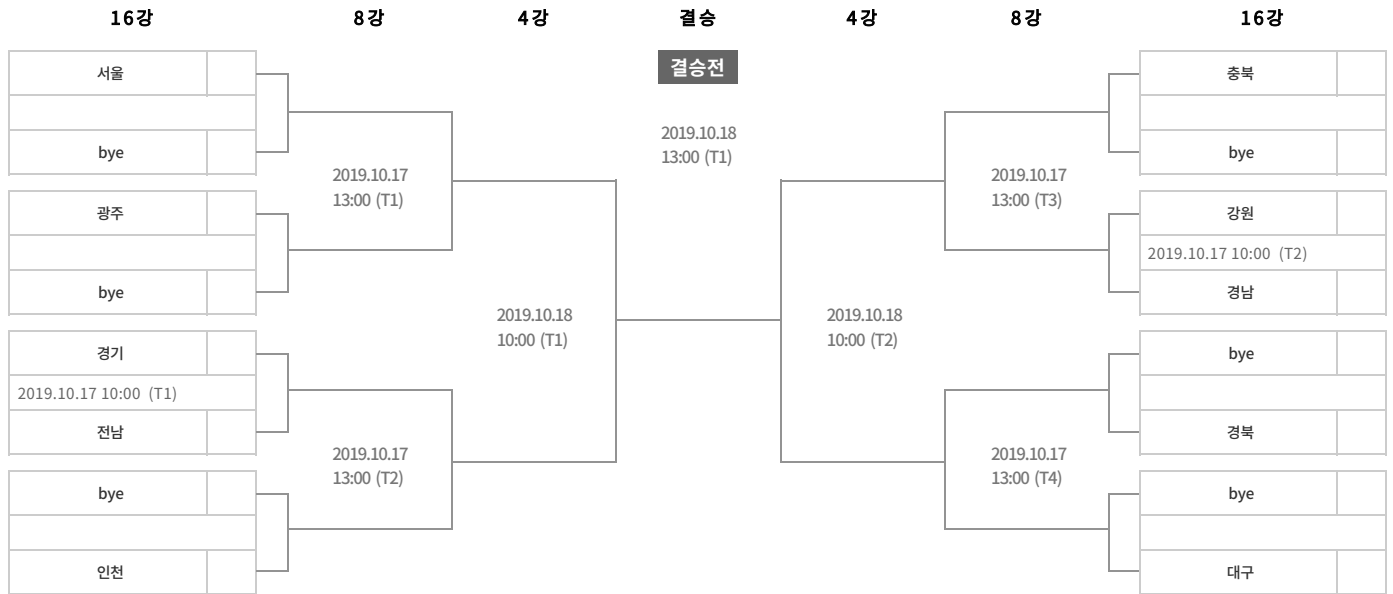 16강 8강 4강 결승 4강 8강 16강
결승전
서울
bye
광주
bye
경기
2019.10.17 10:00 (T1)
전남
bye
인천
2019.10.17
13:00 (T1)
2019.10.17
13:00 (T2)
2019.10.18
10:00 (T1)
2019.10.18
13:00 (T1)
2019.10.18
10:00 (T2)
2019.10.17
13:00 (T3)
2019.10.17
13:00 (T4)
충북
bye
강원
2019.10.17 10:00 (T2)
경남
bye
경북
bye
대구